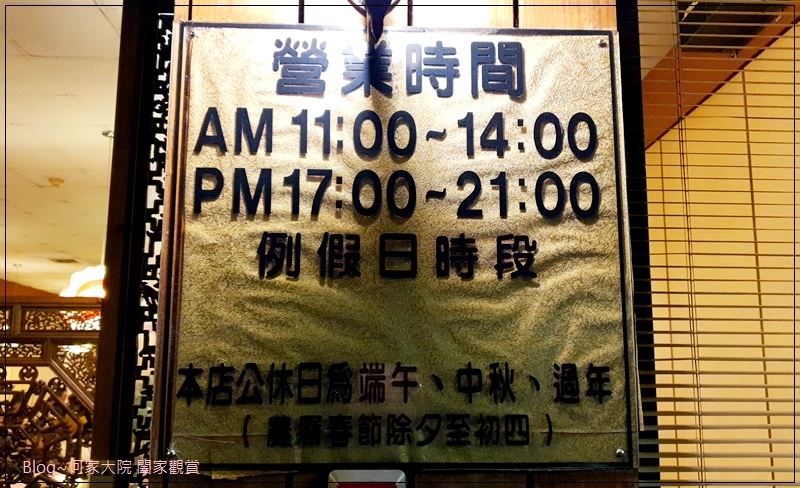 營業時間
AM 11:00~14:00
PM 17:00~21:00
例假日時段
本店公休日為端午、中秋、過年
(農曆春節除夕至初四)
Blog~何家大院 闔家觀賞